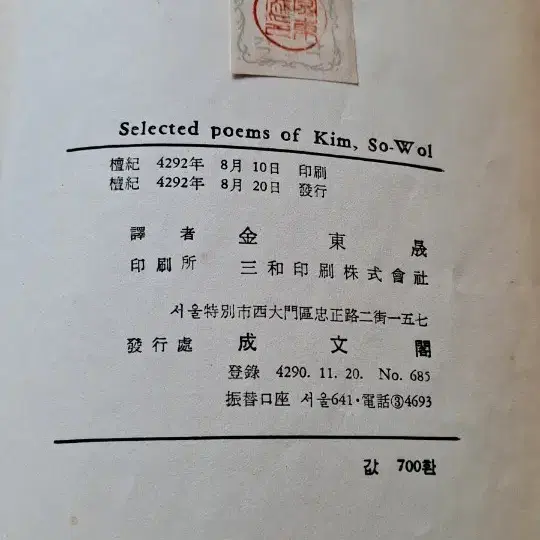 Selected poems of Kim, So-Wol
檀紀 4292年 8月 10日 印刷
檀紀 4292年 8月 20日 發行
譯者 金東晟
印刷所 三和印刷株式會社
서울特別市西大門區忠正路二街一五七
發行處 成文閣
登錄 4290. 11. 20. No. 685
振替口座 서울641·電話③4693
값 700환